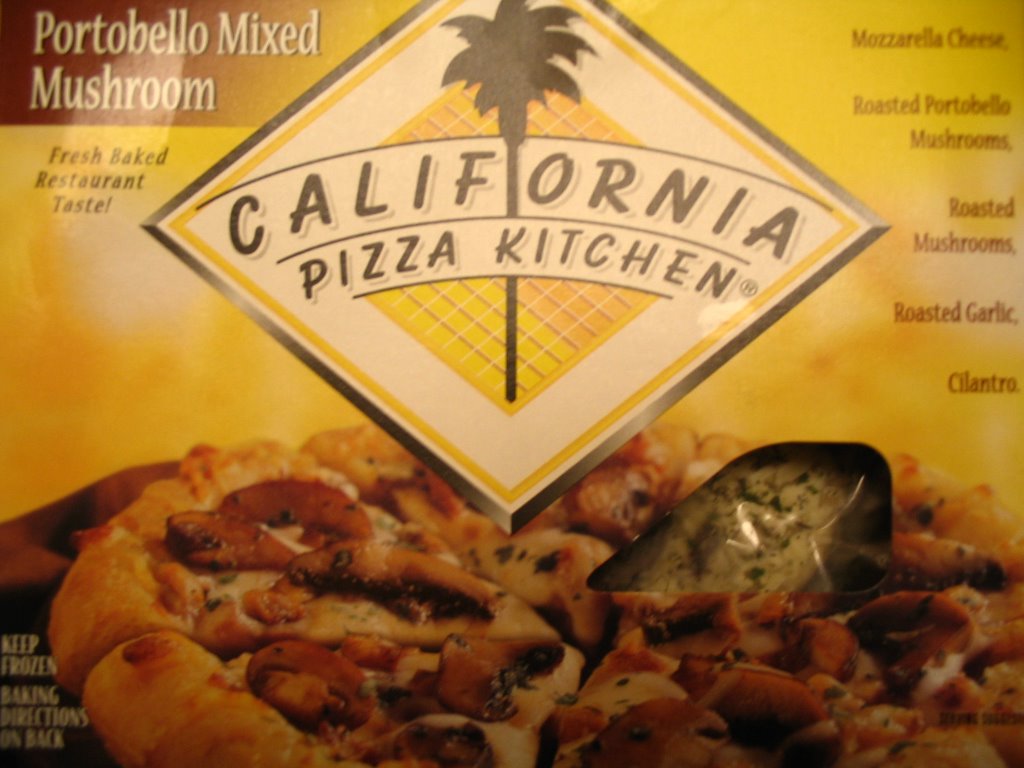 Portobello Mixed
Mushroom
Fresh Baked
Restaurant
Taste!
CALIFORNIA
PIZZA KITCHEN®
Mozzarella Cheese,
Roasted Portobello
Mushrooms,
Roasted
Mushrooms,
Roasted Garlic,
Cilantro.
KEEP
FROZEN
BAKING
DIRECTIONS
ON BACK
SERVING